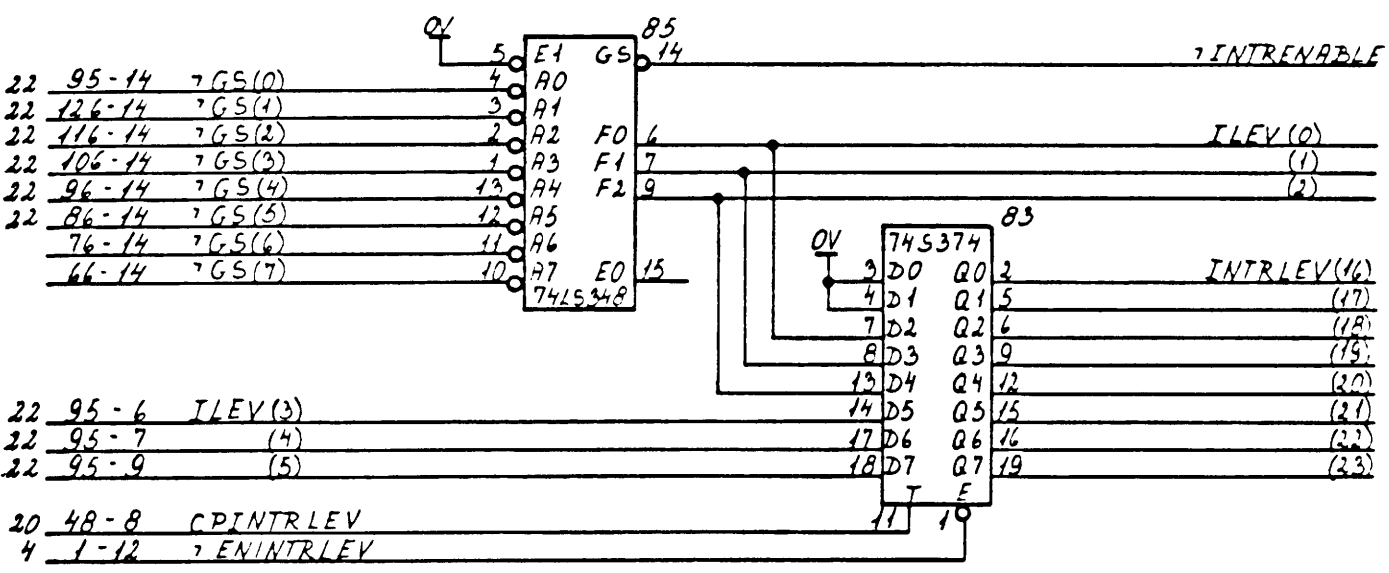 0V 85
5 E1 GS 14 ¬INTRENABLE
22 95-14 ¬GS(0) 4 A0
22 126-14 ¬GS(1) 3 A1
22 116-14 ¬GS(2) 2 A2 F0 6 ILEV(0)
22 106-14 ¬GS(3) 1 A3 F1 7 (1)
22 96-14 ¬GS(4) 13 A4 F2 9 (2)
22 86-14 ¬GS(5) 12 A5
76-14 ¬GS(6) 11 A6
66-14 ¬GS(7) 10 A7 E0 15
74LS348
83
0V 74S374
3 D0 Q0 2 INTRLEV(16)
4 D1 Q1 5 (17)
7 D2 Q2 6 (18)
8 D3 Q3 9 (19)
13 D4 Q4 12 (20)
22 95-6 ILEV(3) 14 D5 Q5 15 (21)
22 95-7 (4) 17 D6 Q6 16 (22)
22 95-9 (5) 18 D7 Q7 19 (23)
T E
20 48-8 CPINTRLEV 11 1
4 1-12 ¬ENINTRLEV